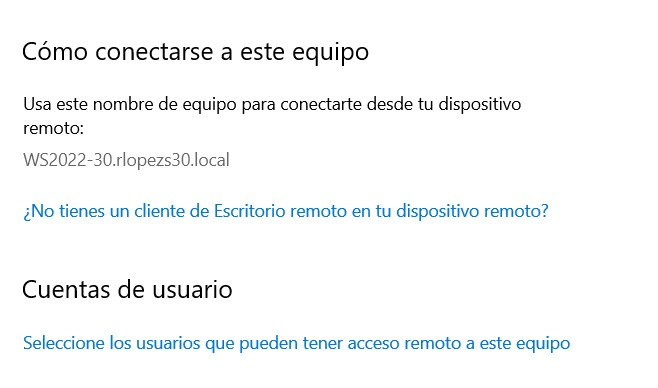 Cómo conectarse a este equipo
Usa este nombre de equipo para conectarte desde tu dispositivo
remoto:
WS2022-30.rlopezs30.local
¿No tienes un cliente de Escritorio remoto en tu dispositivo remoto?
Cuentas de usuario
Seleccione los usuarios que pueden tener acceso remoto a este equipo